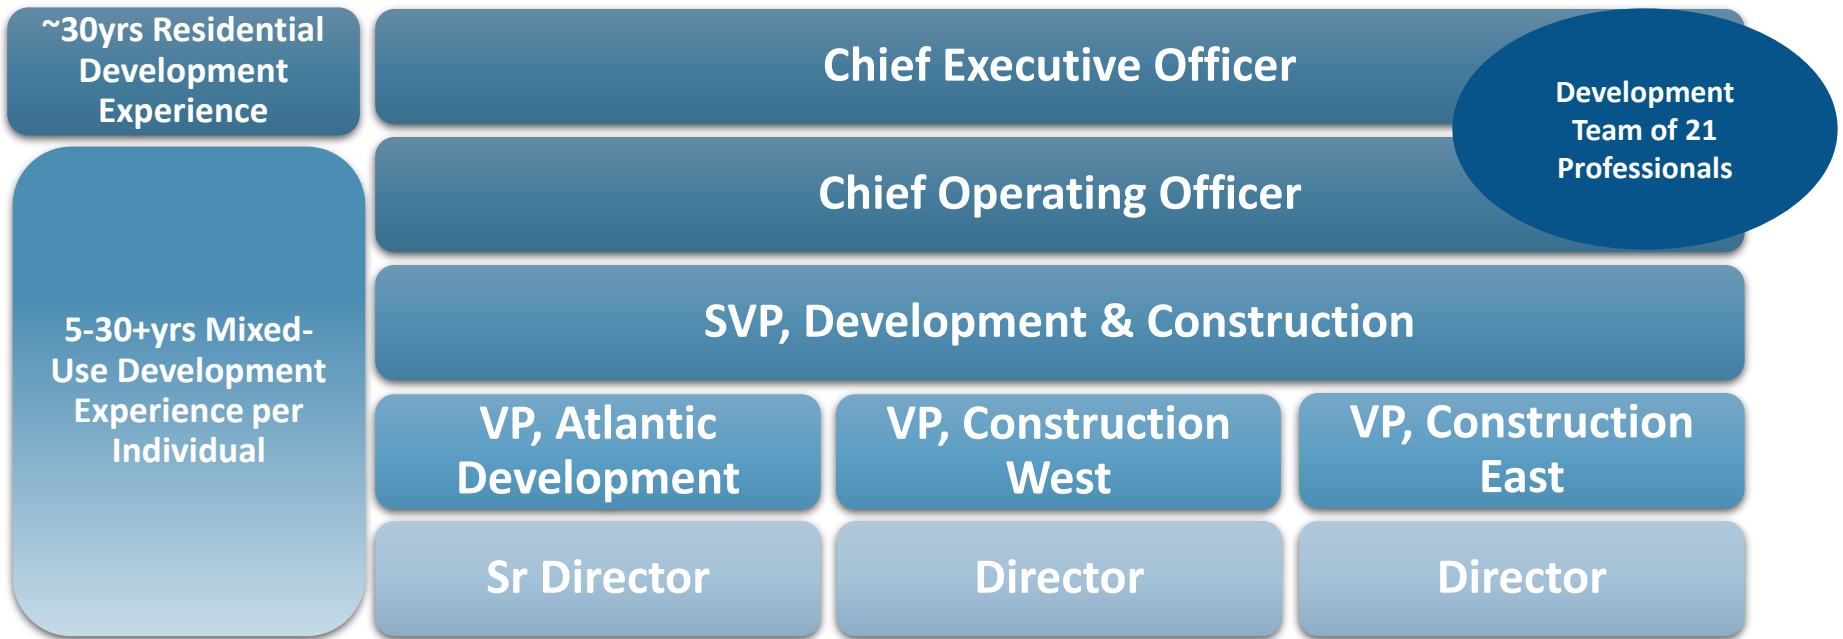 ~30yrs Residential
Development
Experience
Chief Executive Officer
Development
Team of 21
Professionals
Chief Operating Officer
5-30+yrs Mixed-
Use Development
Experience per
Individual
SVP, Development & Construction
VP, Atlantic
Development
VP, Construction
West
VP, Construction
East
Sr Director
Director
Director